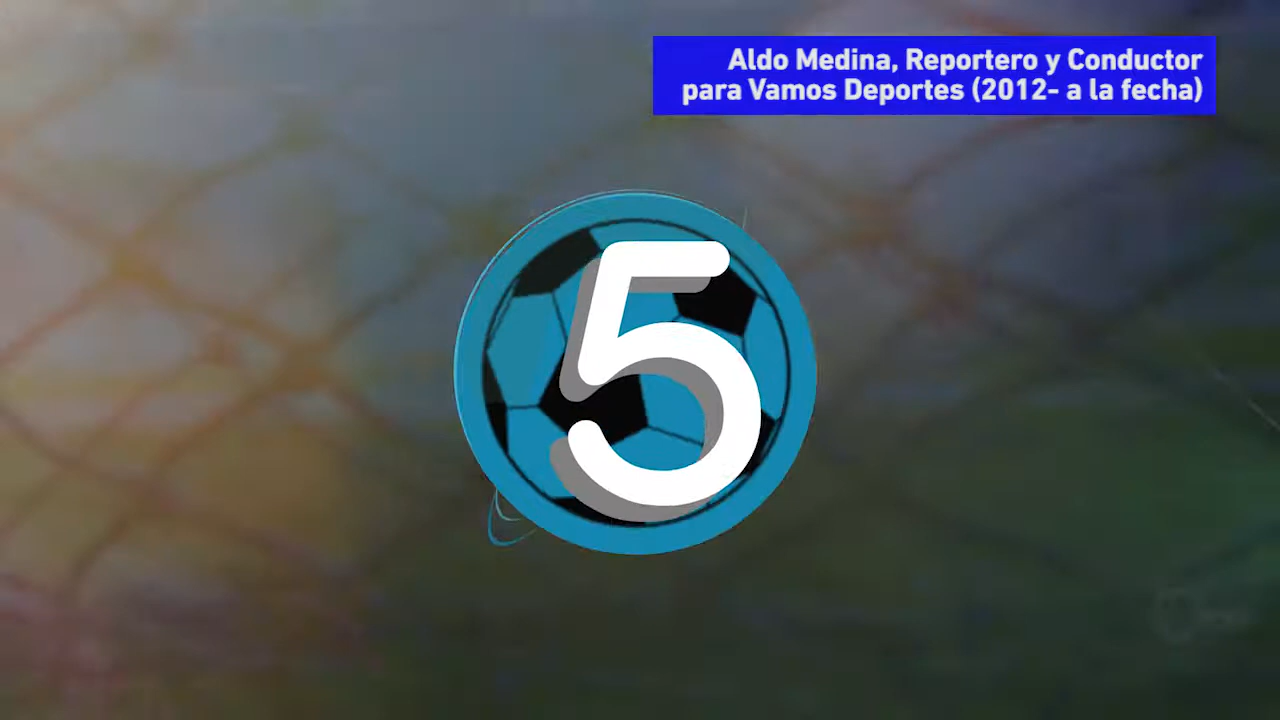 Aldo Medina, Reportero y Conductor
para Vamos Deportes (2012- a la fecha)
5